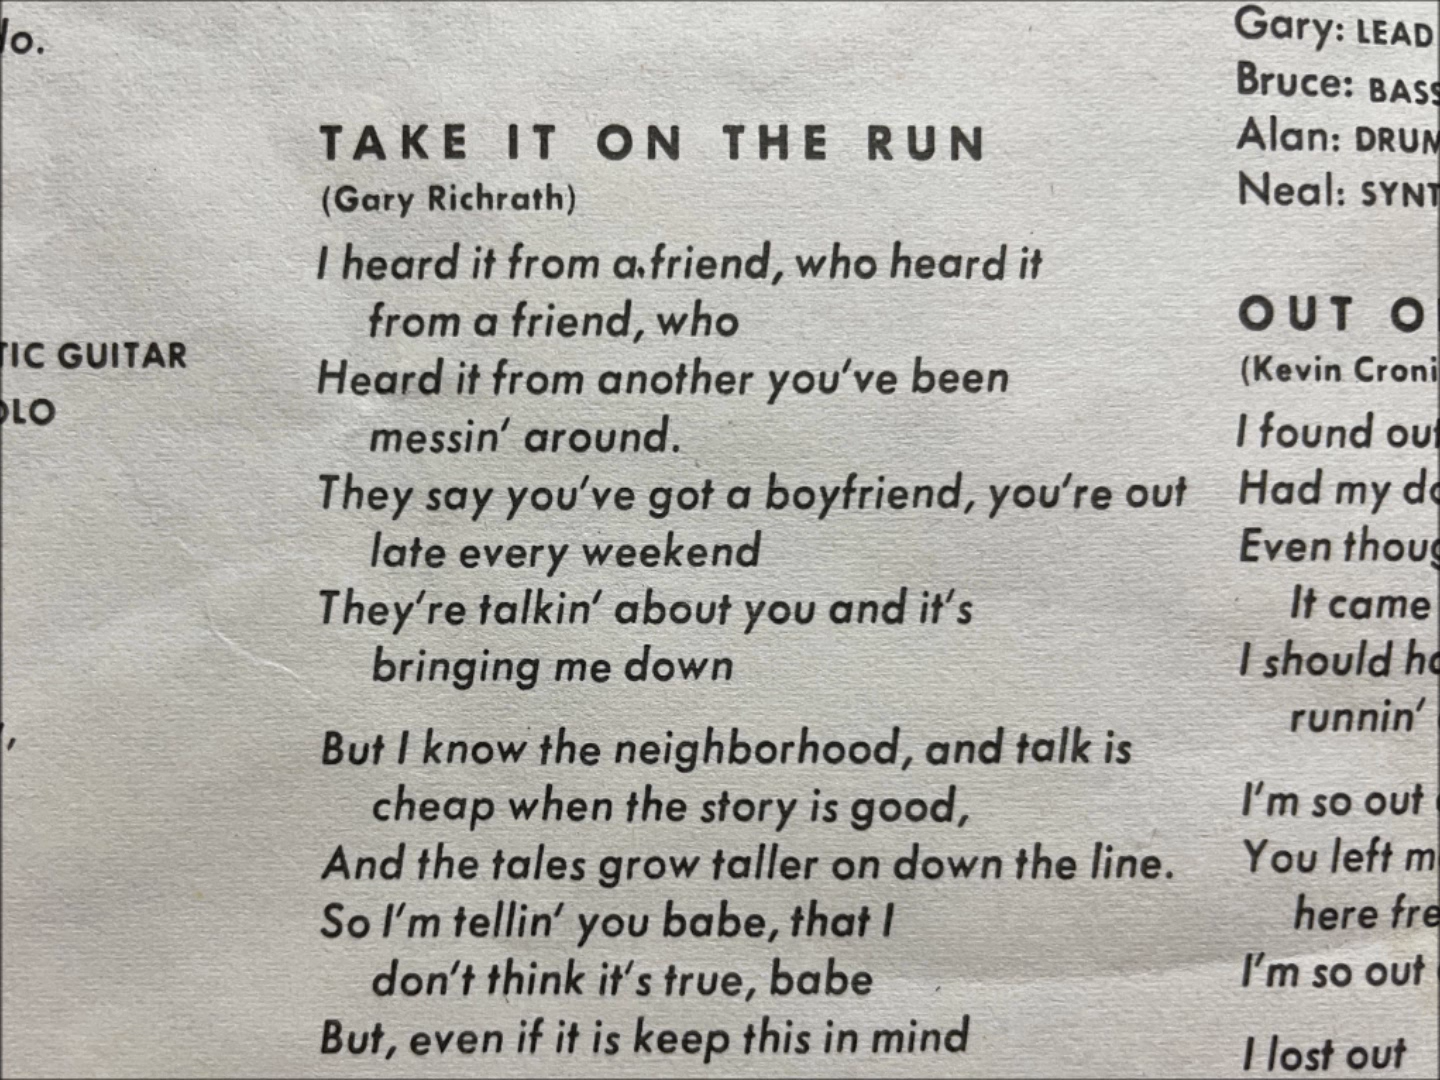 TIC GUITAR
TAKE IT ON THE RUN
(Gary Richrath)
I heard it from a friend, who heard it
from a friend, who
Heard it from another you've been
messin' around.
They say you've got a boyfriend, you're out
late every weekend
They're talkin' about you and it's
bringing me down
But I know the neighborhood, and talk is
cheap when the story is good,
And the tales grow taller on down the line.
So I'm tellin' you babe, that I
don't think it's true, babe
But, even if it is keep this in mind
Gary: LEAD
Bruce: BASS
Alan: DRUM
Neal: SYNT
OUT O
(Kevin Croni
I found out
Had my
Even thoug
It came
I should
runnin'
I'm so out
You left
here fre
I'm so out
I lost out